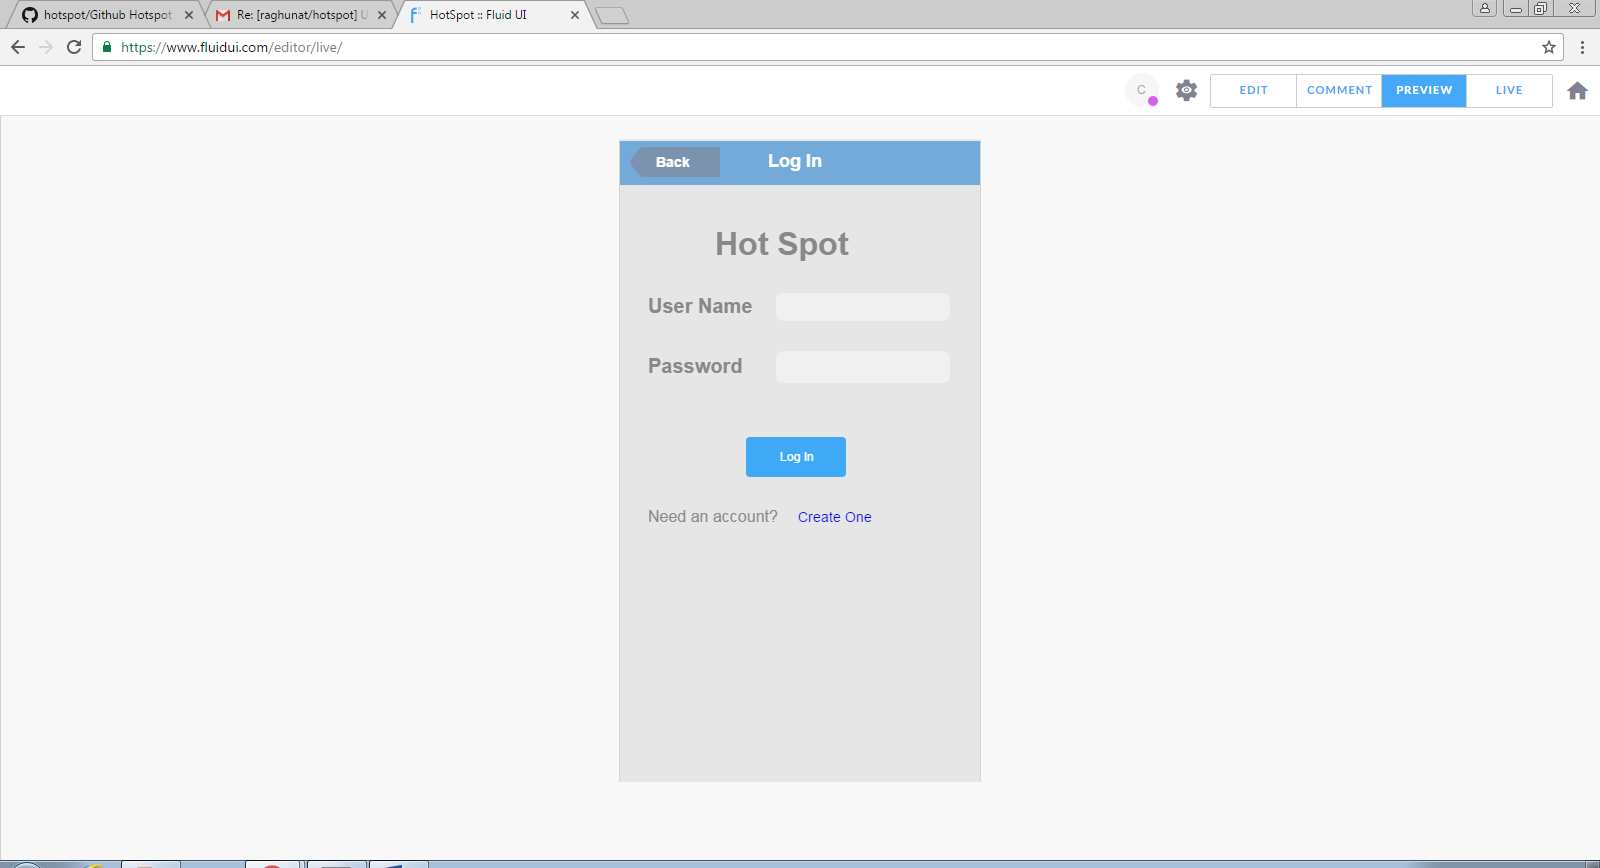 hotspot/Github Hotspot
Re: [raghunat/hotspot] U
HotSpot :: Fluid UI
https://www.fluidui.com/editor/live/
C
EDIT
COMMENT
PREVIEW
LIVE
Back
Log In
Hot Spot
User Name
Password
Log In
Need an account? Create One